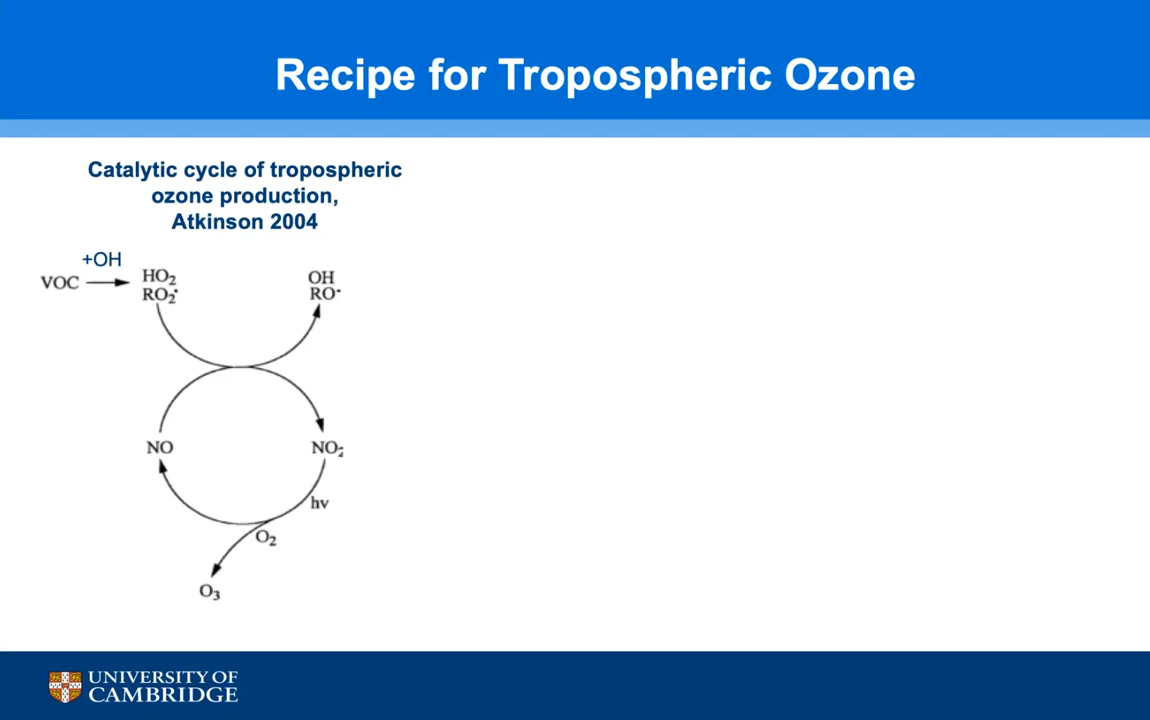 Recipe for Tropospheric Ozone
Catalytic cycle of tropospheric
ozone production,
Atkinson 2004
+OH
VOC
HO₂
RO₂•
OH
RO•
NO
NO₂
hν
O₂
O₃
UNIVERSITY OF
CAMBRIDGE